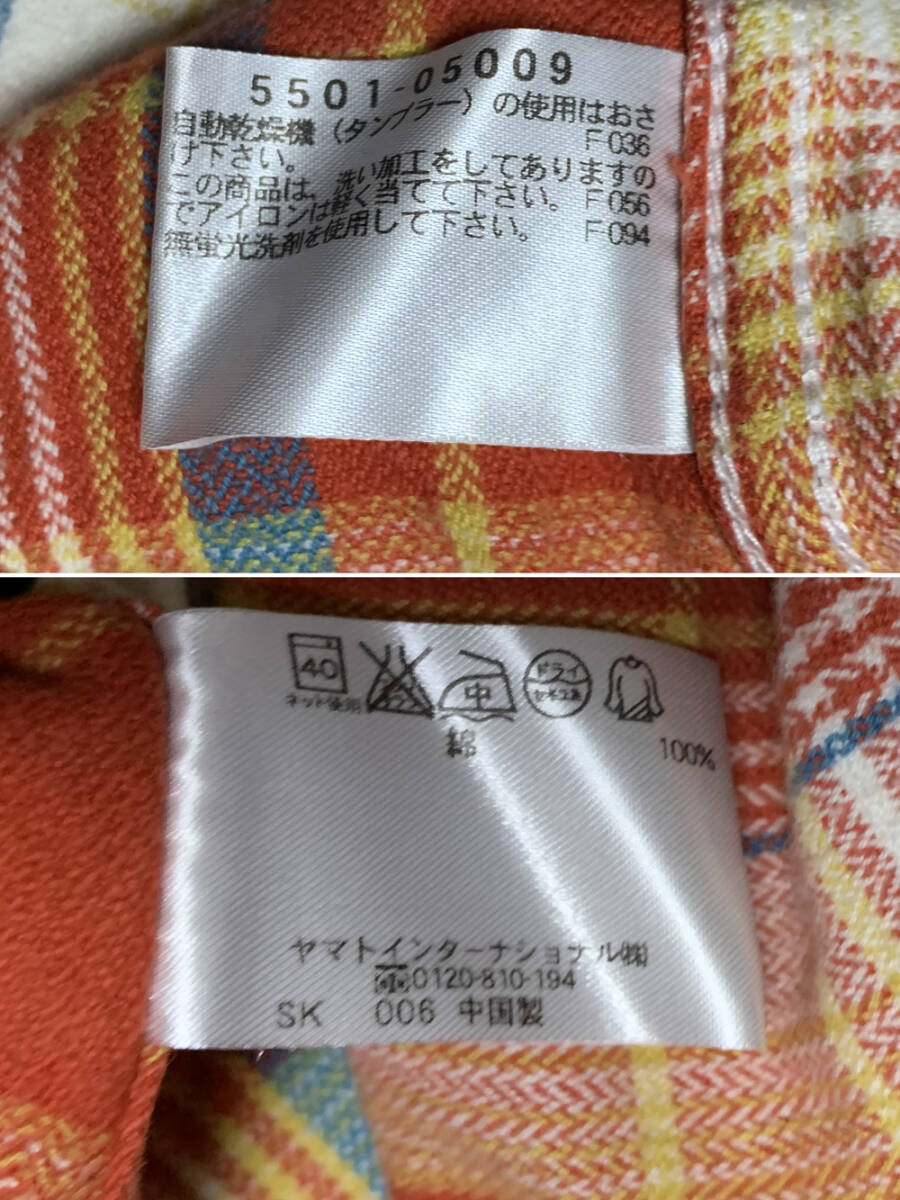 5501-05009
自動乾燥機（タンブラー）の使用はおさ
け下さい。 F036
この商品は、洗い加工をしてありますの
でアイロンは軽く当てて下さい。 F056
無蛍光洗剤を使用して下さい。 F094
40 中 ドライ
ネット使用 セキユ系
綿 100%
ヤマトインターナショナル㈱
0120-810-194
SK 006 中国製